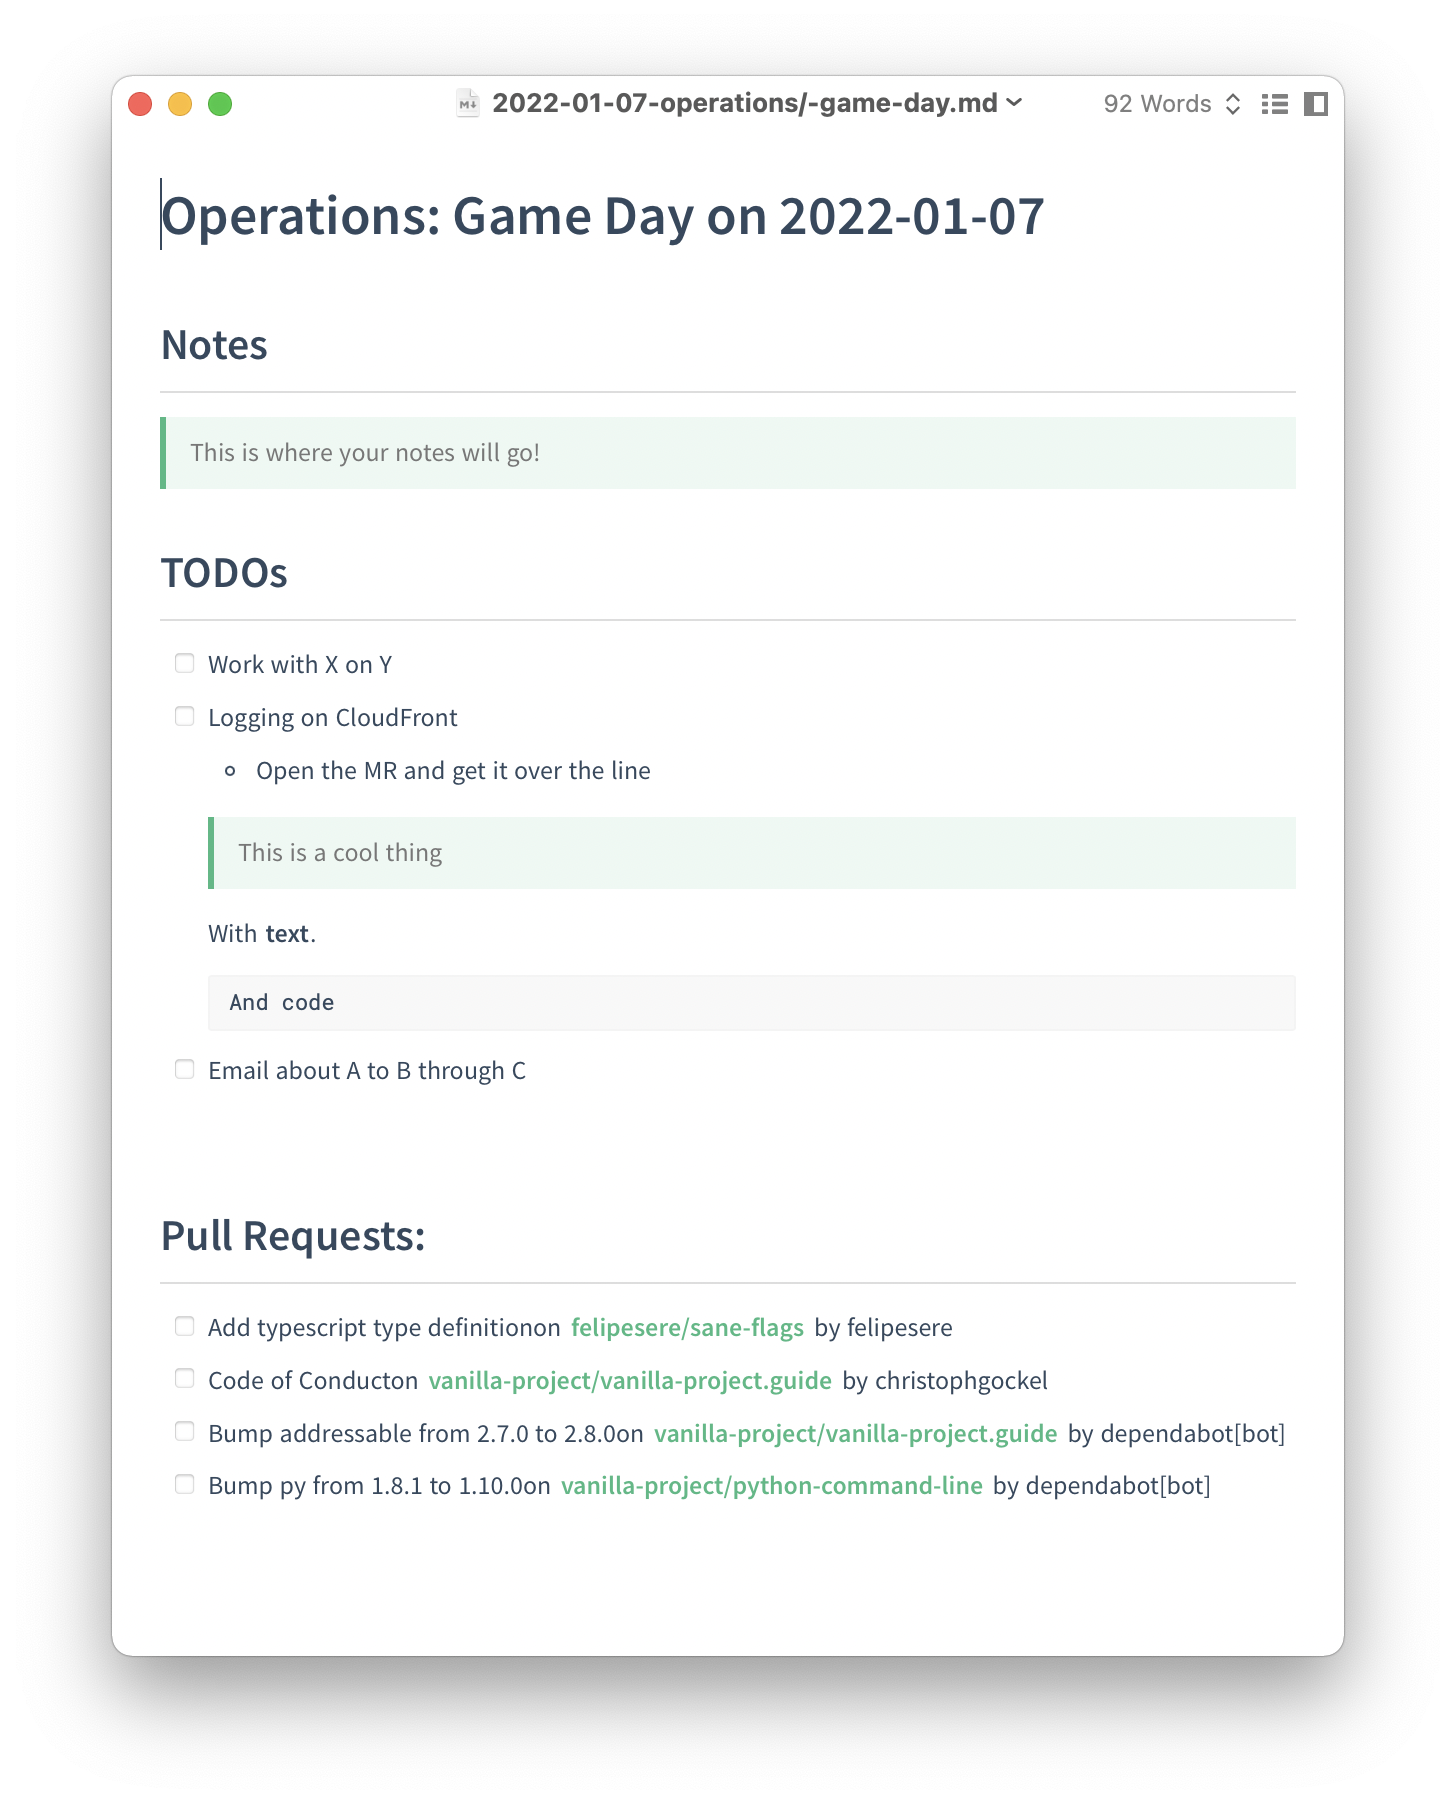 2022-01-07-operations/-game-day.md
92 Words
Operations: Game Day on 2022-01-07
Notes
This is where your notes will go!
TODOs
Work with X on Y
Logging on CloudFront
Open the MR and get it over the line
This is a cool thing
With text.
And code
Email about A to B through C
Pull Requests:
Add typescript type definitionon felipesere/sane-flags by felipesere
Code of Conducton vanilla-project/vanilla-project.guide by christophgockel
Bump addressable from 2.7.0 to 2.8.0on vanilla-project/vanilla-project.guide by dependabot[bot]
Bump py from 1.8.1 to 1.10.0on vanilla-project/python-command-line by dependabot[bot]